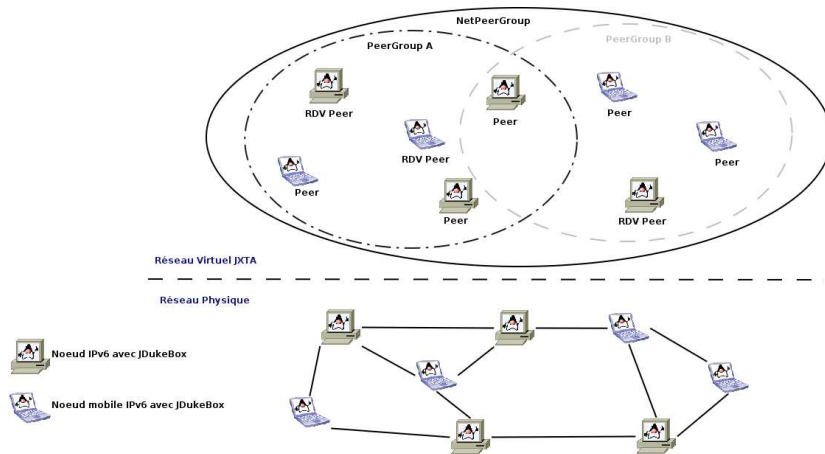 NetPeerGroup
PeerGroup A
PeerGroup B
RDV Peer
Peer
Peer
RDV Peer
Peer
Peer
Peer
RDV Peer
Réseau Virtuel JXTA
Réseau Physique
Noeud IPv6 avec JDukeBox
Noeud mobile IPv6 avec JDukeBox